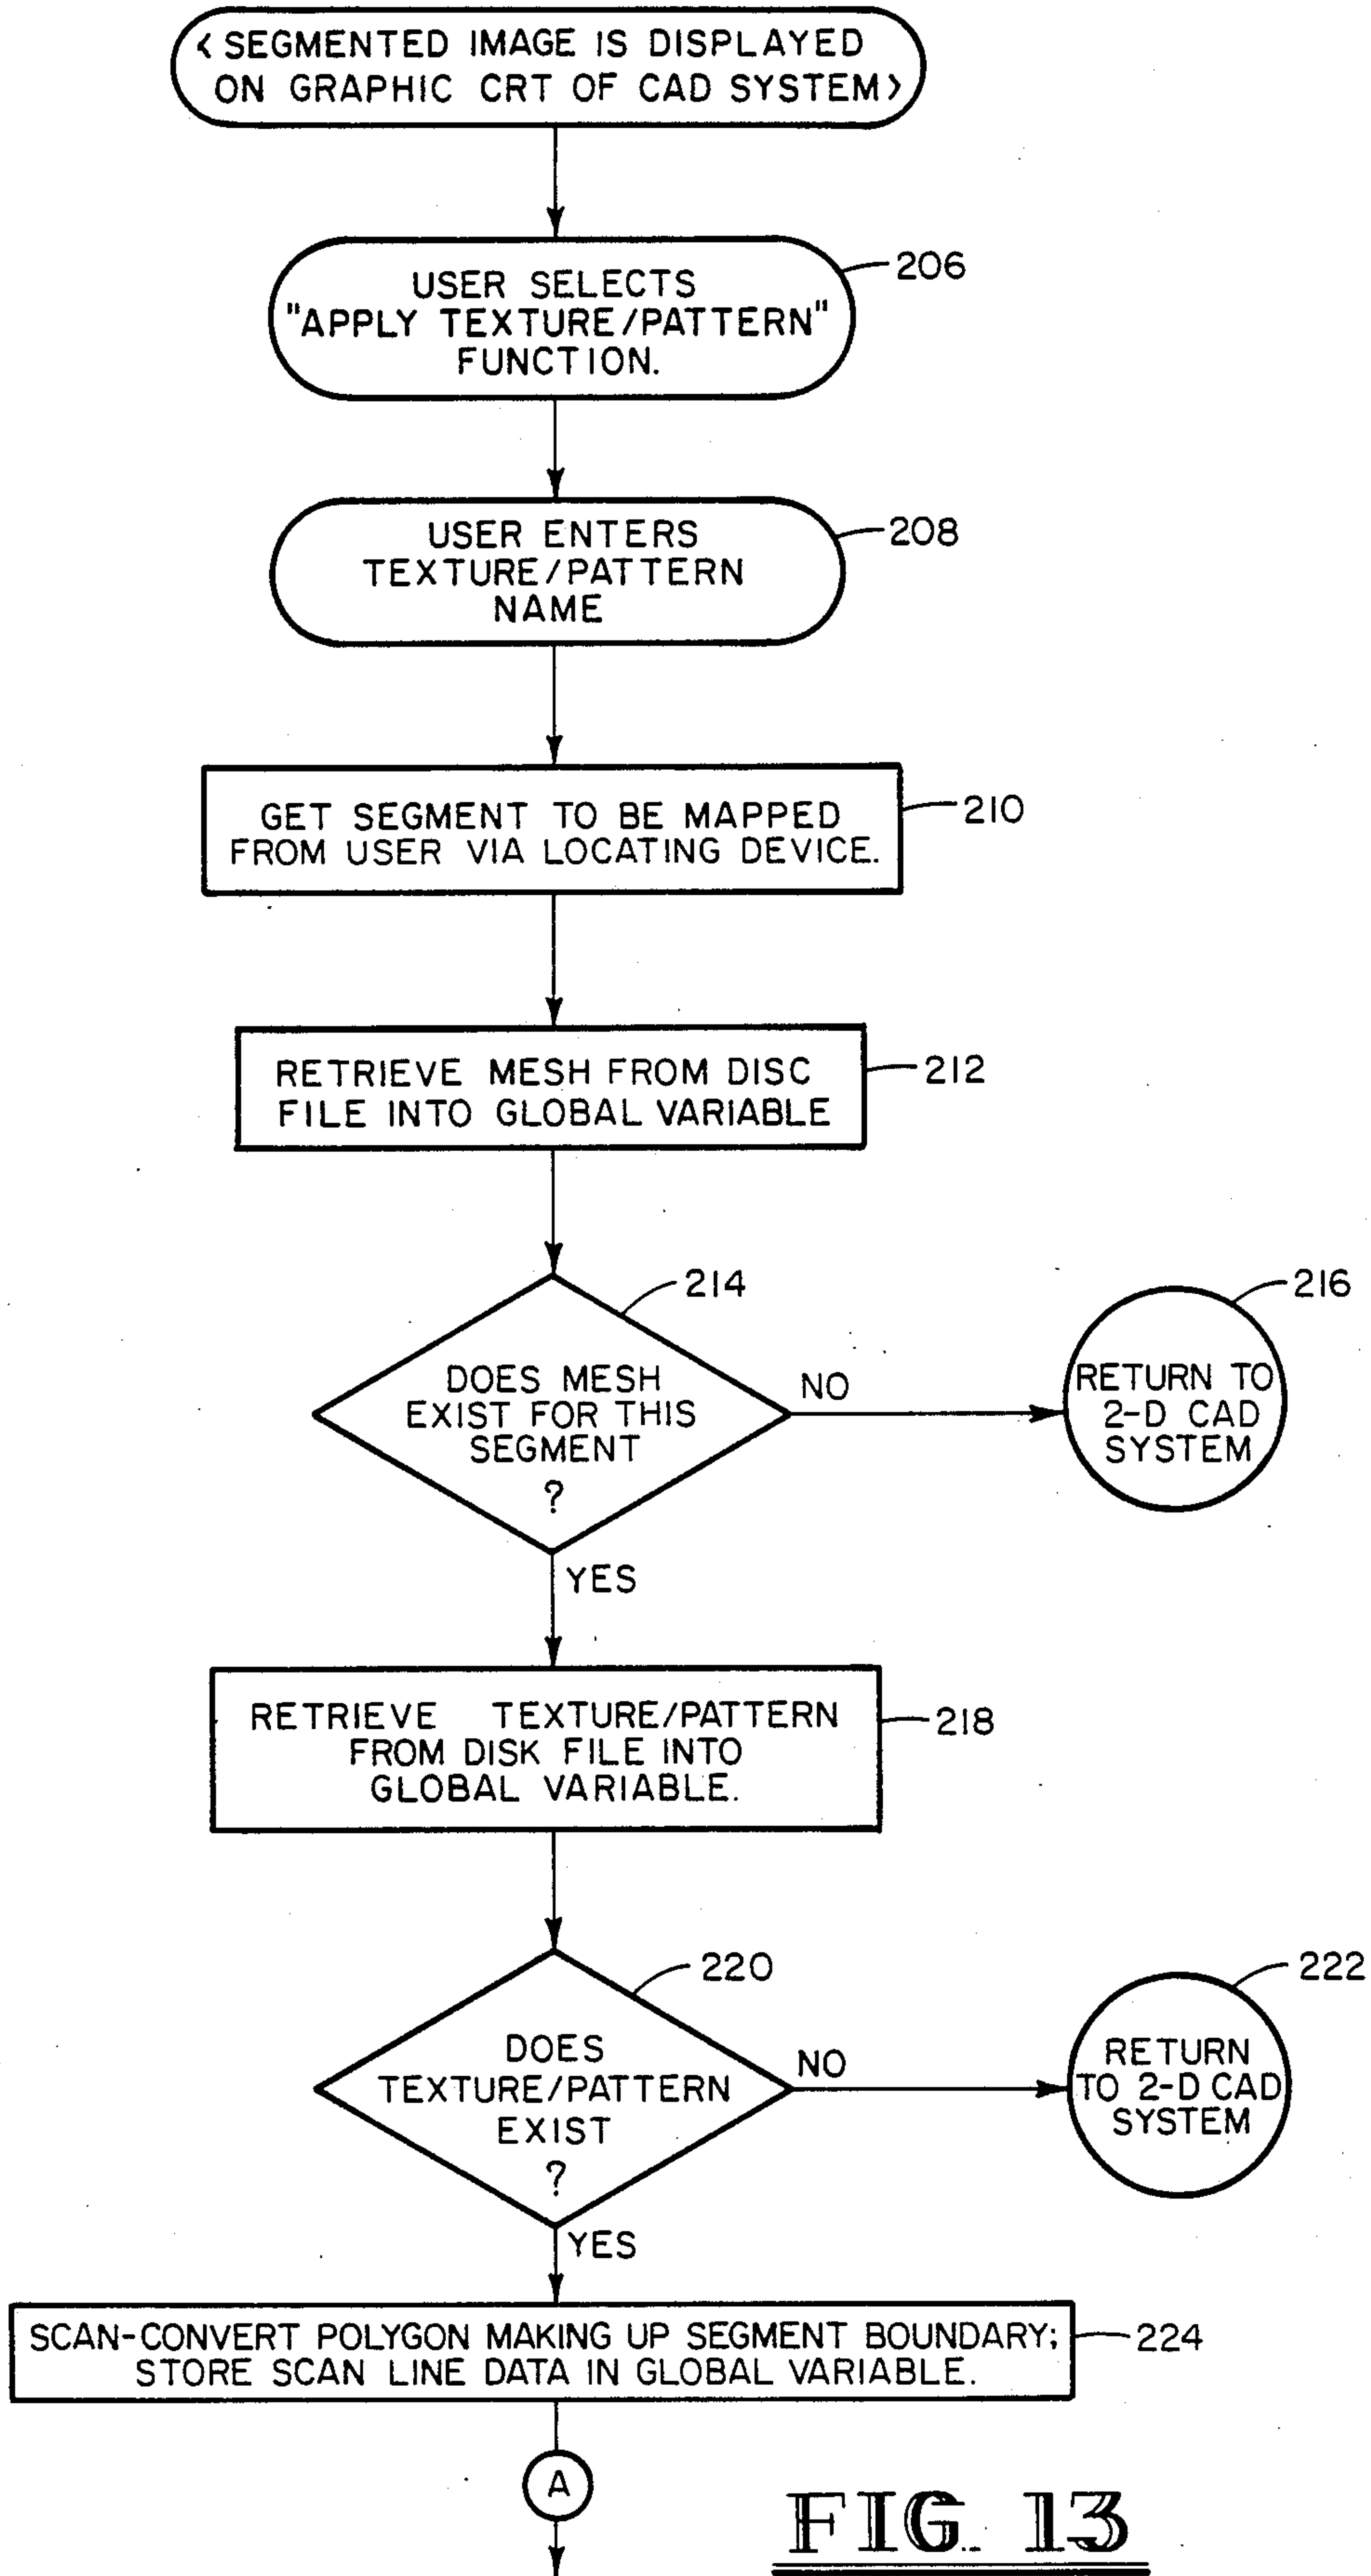 < SEGMENTED IMAGE IS DISPLAYED
ON GRAPHIC CRT OF CAD SYSTEM >
USER SELECTS
"APPLY TEXTURE/PATTERN"
FUNCTION.
206
USER ENTERS
TEXTURE/PATTERN
NAME
208
GET SEGMENT TO BE MAPPED
FROM USER VIA LOCATING DEVICE.
210
RETRIEVE MESH FROM DISC
FILE INTO GLOBAL VARIABLE
212
214
DOES MESH
EXIST FOR THIS
SEGMENT
?
NO
216
RETURN TO
2-D CAD
SYSTEM
YES
RETRIEVE TEXTURE/PATTERN
FROM DISK FILE INTO
GLOBAL VARIABLE.
218
220
DOES
TEXTURE/PATTERN
EXIST
?
NO
222
RETURN
TO 2-D CAD
SYSTEM
YES
SCAN-CONVERT POLYGON MAKING UP SEGMENT BOUNDARY;
STORE SCAN LINE DATA IN GLOBAL VARIABLE.
224
A
FIG. 13